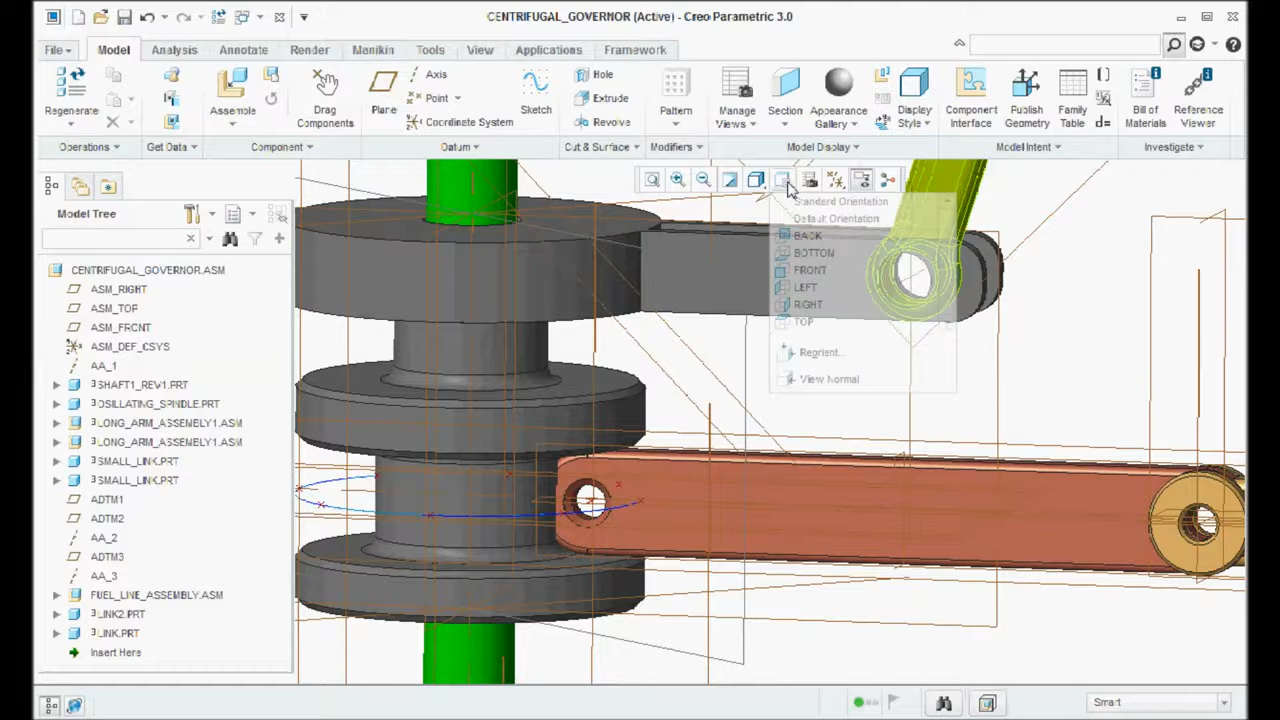 CENTRIFUGAL_GOVERNOR (Active) - Creo Parametric 3.0
File Model Analysis Annotate Render Manikin Tools View Applications Framework
Regenerate
Assemble
Drag Components
Plane
Axis
Point
Coordinate System
Sketch
Hole
Extrude
Revolve
Pattern
Manage Views
Section
Appearance Gallery
Display Style
Component Interface
Publish Geometry
Family Table
Bill of Materials
Reference Viewer
Operations Get Data Component Datum Cut & Surface Modifiers Model Display Model Intent Investigate
Model Tree
CENTRIFUGAL_GOVERNOR.ASM
ASM_RIGHT
ASM_TOP
ASM_FRONT
ASM_DEF_CSYS
AA_1
SHAFT1_REV1.PRT
OSILLATING_SPINDLE.PRT
LONG_ARM_ASSEMBLY1.ASM
LONG_ARM_ASSEMBLY1.ASM
SMALL_LINK.PRT
SMALL_LINK.PRT
ADTM1
ADTM2
AA_2
ADTM3
AA_3
FUEL_LINE_ASSEMBLY.ASM
LINK2.PRT
LINK.PRT
Insert Here
Standard Orientation
Default Orientation
BACK
BOTTOM
FRONT
LEFT
RIGHT
TOP
Reorient...
View Normal
Smart